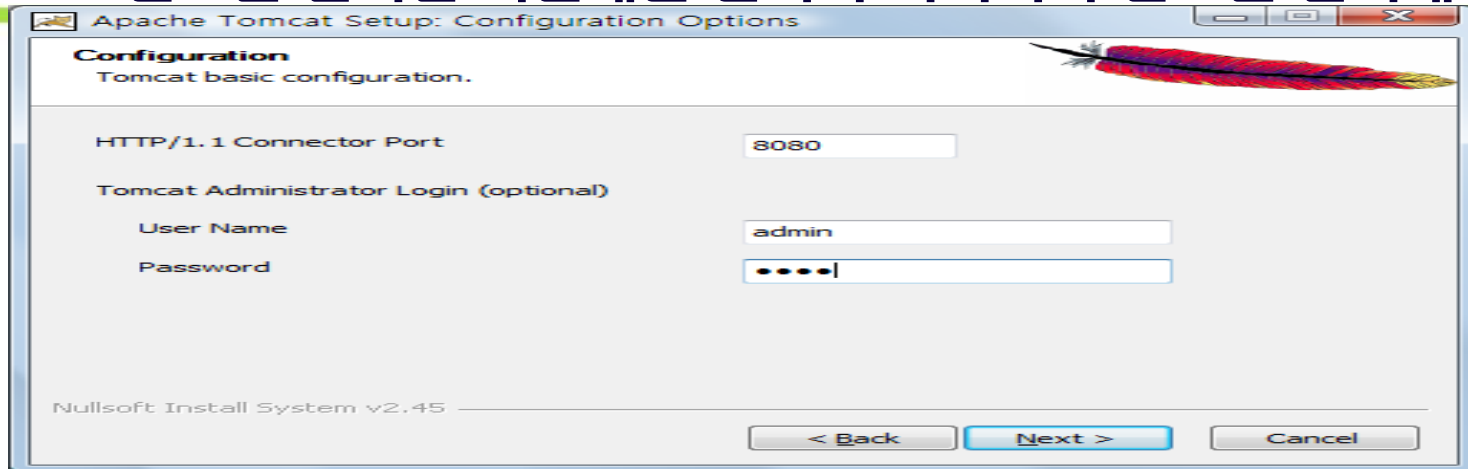 Apache Tomcat Setup: Configuration Options
Configuration
Tomcat basic configuration.
HTTP/1.1 Connector Port
8080
Tomcat Administrator Login (optional)
User Name
admin
Password
••••
Nullsoft Install System v2.45
< Back
Next >
Cancel